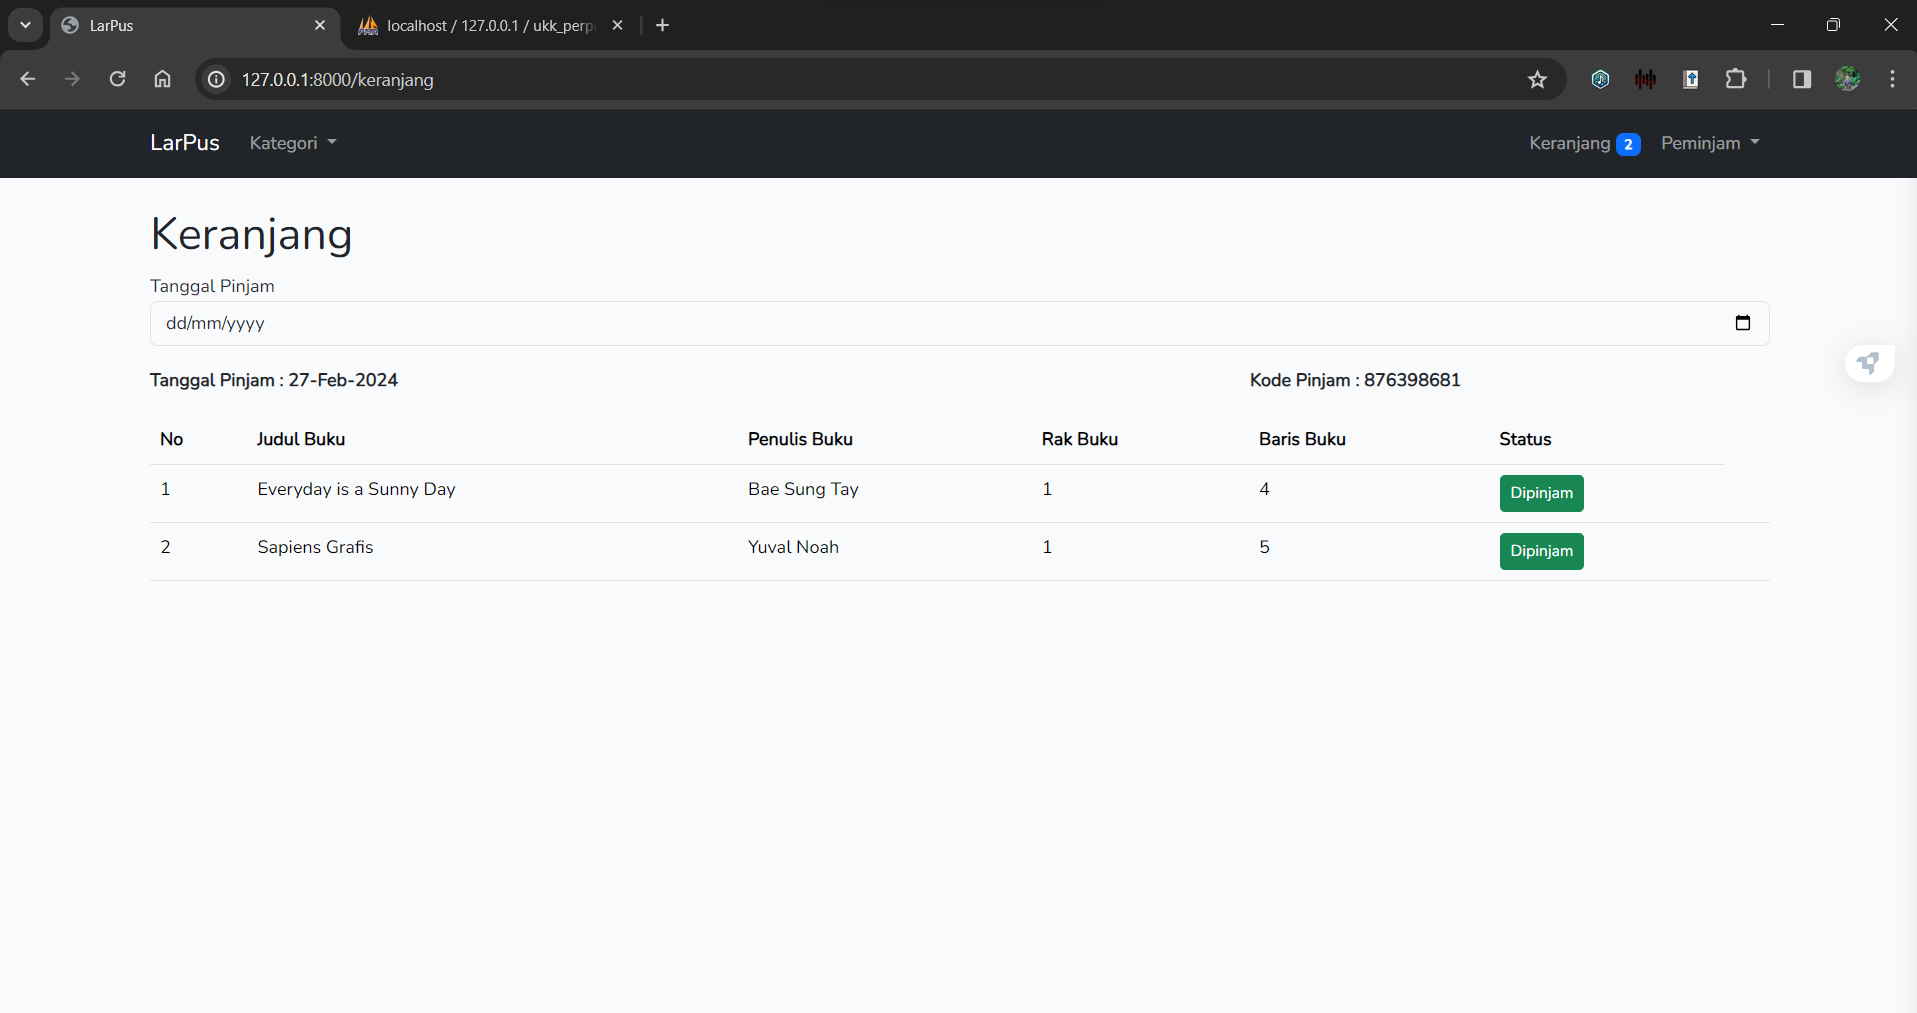 LarPus
localhost / 127.0.0.1 / ukk_perp
127.0.0.1:8000/keranjang
LarPus Kategori Keranjang 2 Peminjam
Keranjang
Tanggal Pinjam
dd/mm/yyyy
Tanggal Pinjam : 27-Feb-2024 Kode Pinjam : 876398681
No Judul Buku Penulis Buku Rak Buku Baris Buku Status
1 Everyday is a Sunny Day Bae Sung Tay 1 4 Dipinjam
2 Sapiens Grafis Yuval Noah 1 5 Dipinjam